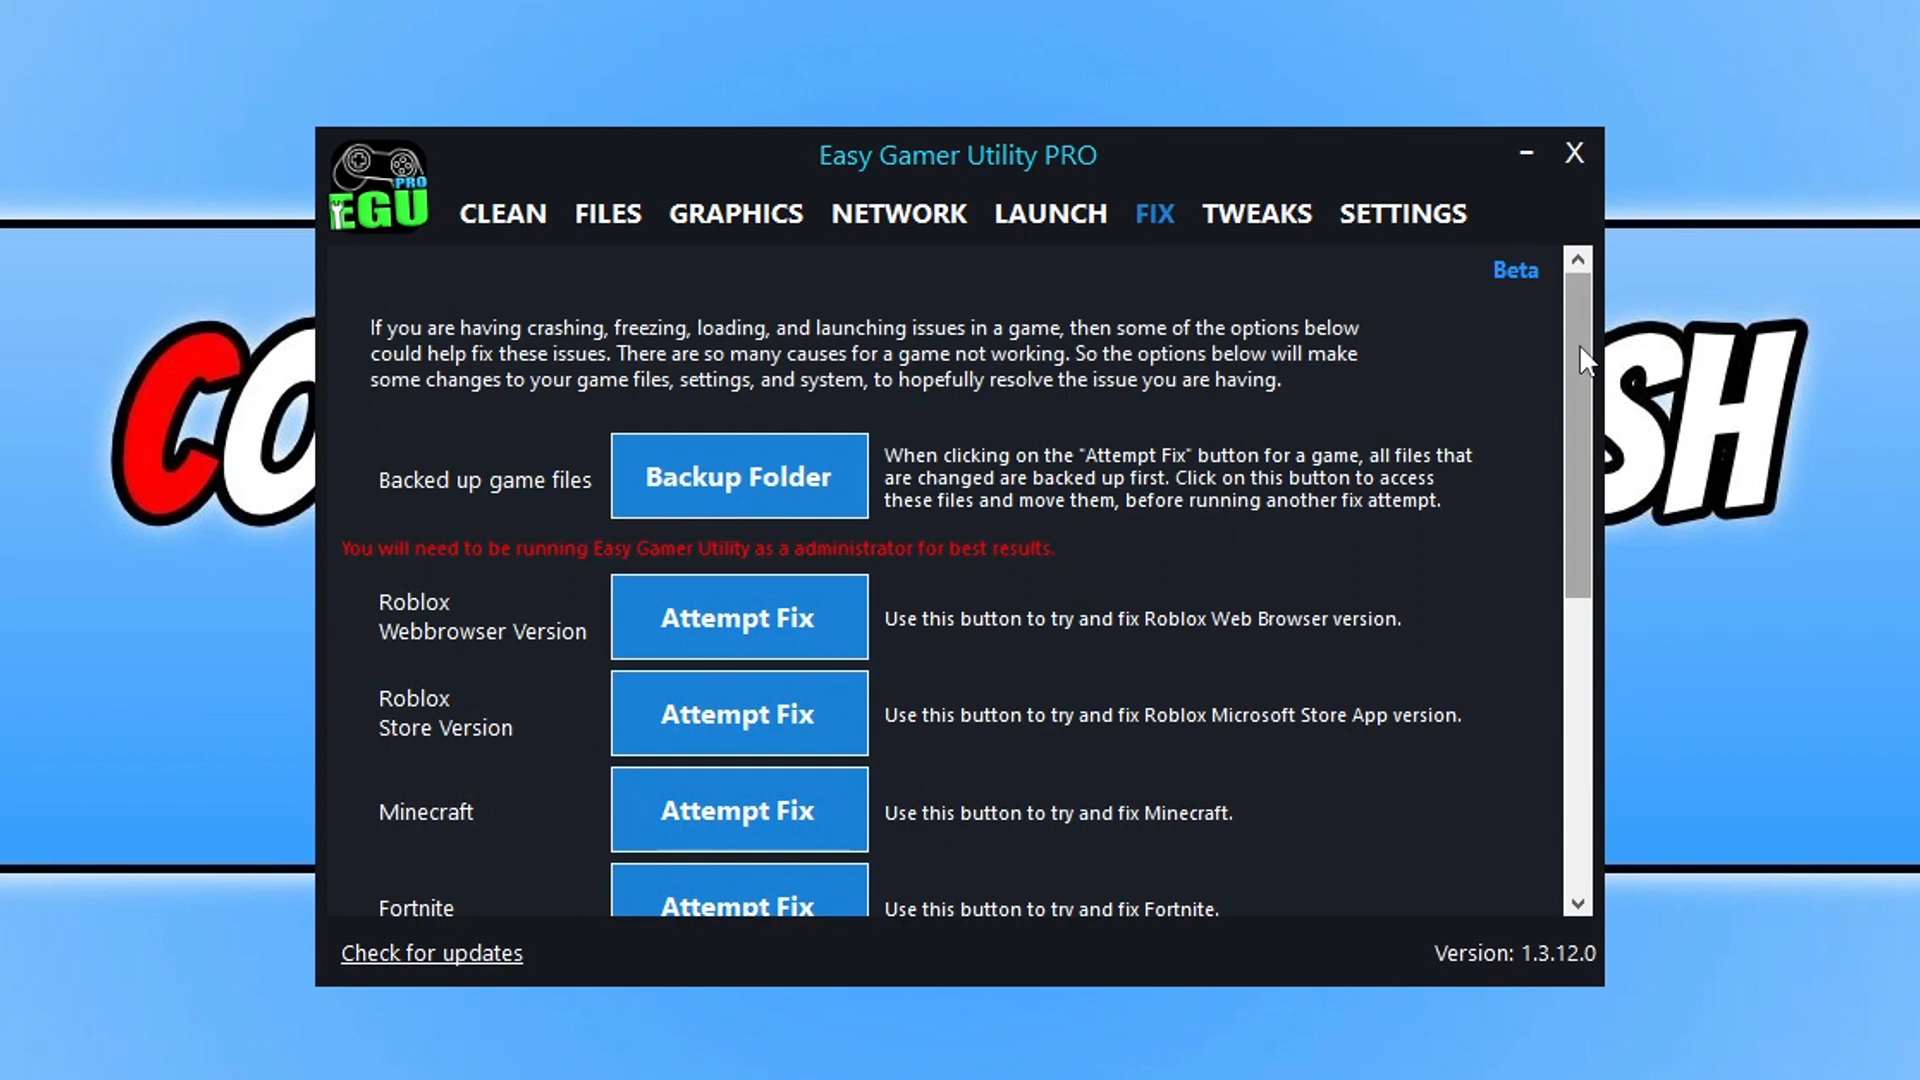 Easy Gamer Utility PRO
- X
PRO
EGU
CLEAN FILES GRAPHICS NETWORK LAUNCH FIX TWEAKS SETTINGS
Beta
If you are having crashing, freezing, loading, and launching issues in a game, then some of the options below
could help fix these issues. There are so many causes for a game not working. So the options below will make
some changes to your game files, settings, and system, to hopefully resolve the issue you are having.
CO
SH
Backed up game files
Backup Folder
When clicking on the "Attempt Fix" button for a game, all files that
are changed are backed up first. Click on this button to access
these files and move them, before running another fix attempt.
You will need to be running Easy Gamer Utility as a administrator for best results.
Roblox
Webbrowser Version
Attempt Fix
Use this button to try and fix Roblox Web Browser version.
Roblox
Store Version
Attempt Fix
Use this button to try and fix Roblox Microsoft Store App version.
Minecraft
Attempt Fix
Use this button to try and fix Minecraft.
Fortnite
Attempt Fix
Use this button to try and fix Fortnite.
Check for updates
Version: 1.3.12.0